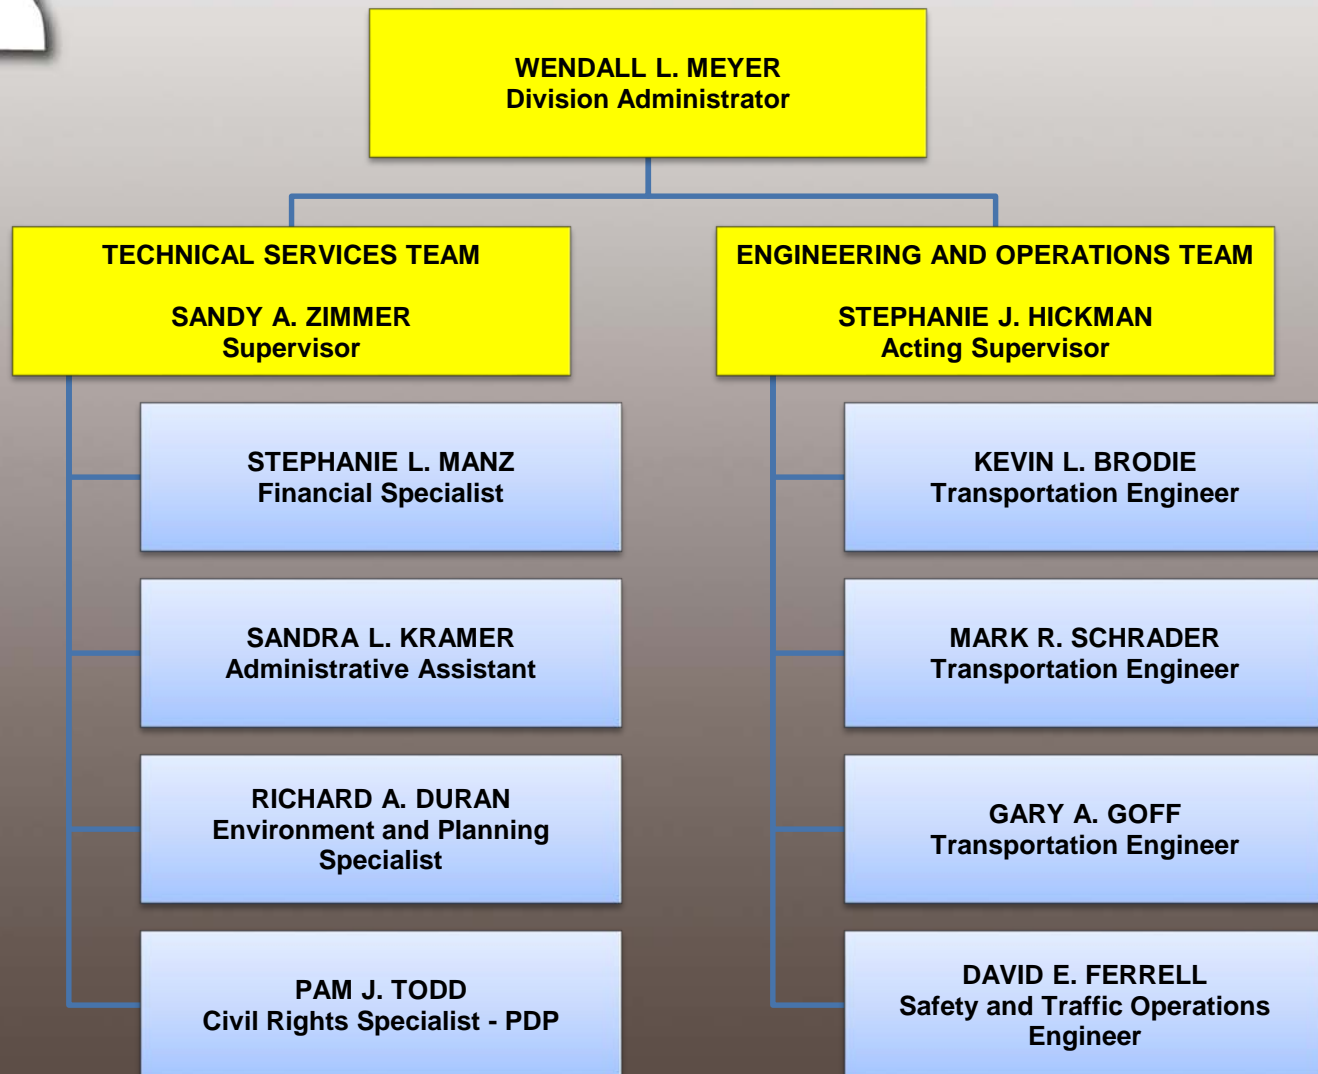 WENDALL L. MEYER
Division Administrator
TECHNICAL SERVICES TEAM
SANDY A. ZIMMER
Supervisor
STEPHANIE L. MANZ
Financial Specialist
SANDRA L. KRAMER
Administrative Assistant
RICHARD A. DURAN
Environment and Planning
Specialist
PAM J. TODD
Civil Rights Specialist - PDP
ENGINEERING AND OPERATIONS TEAM
STEPHANIE J. HICKMAN
Acting Supervisor
KEVIN L. BRODIE
Transportation Engineer
MARK R. SCHRADER
Transportation Engineer
GARY A. GOFF
Transportation Engineer
DAVID E. FERRELL
Safety and Traffic Operations
Engineer